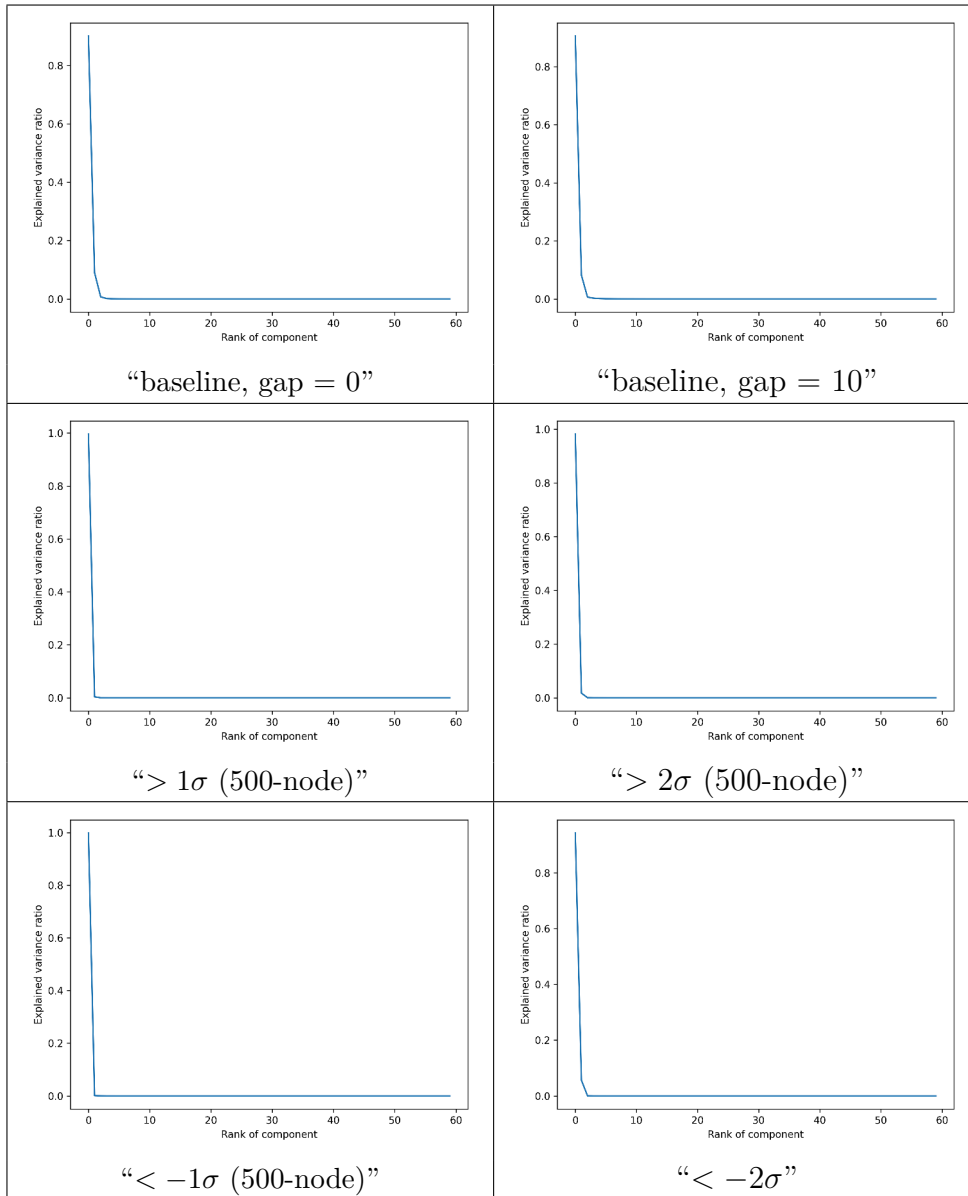 Explained variance ratio
0.8
0.6
0.4
0.2
0.0
0 10 20 30 40 50 60
Rank of component
“baseline, gap = 0”
Explained variance ratio
0.8
0.6
0.4
0.2
0.0
0 10 20 30 40 50 60
Rank of component
“baseline, gap = 10”
Explained variance ratio
1.0
0.8
0.6
0.4
0.2
0.0
0 10 20 30 40 50 60
Rank of component
“> 1σ (500-node)”
Explained variance ratio
1.0
0.8
0.6
0.4
0.2
0.0
0 10 20 30 40 50 60
Rank of component
“> 2σ (500-node)”
Explained variance ratio
1.0
0.8
0.6
0.4
0.2
0.0
0 10 20 30 40 50 60
Rank of component
“< −1σ (500-node)”
Explained variance ratio
0.8
0.6
0.4
0.2
0.0
0 10 20 30 40 50 60
Rank of component
“< −2σ”